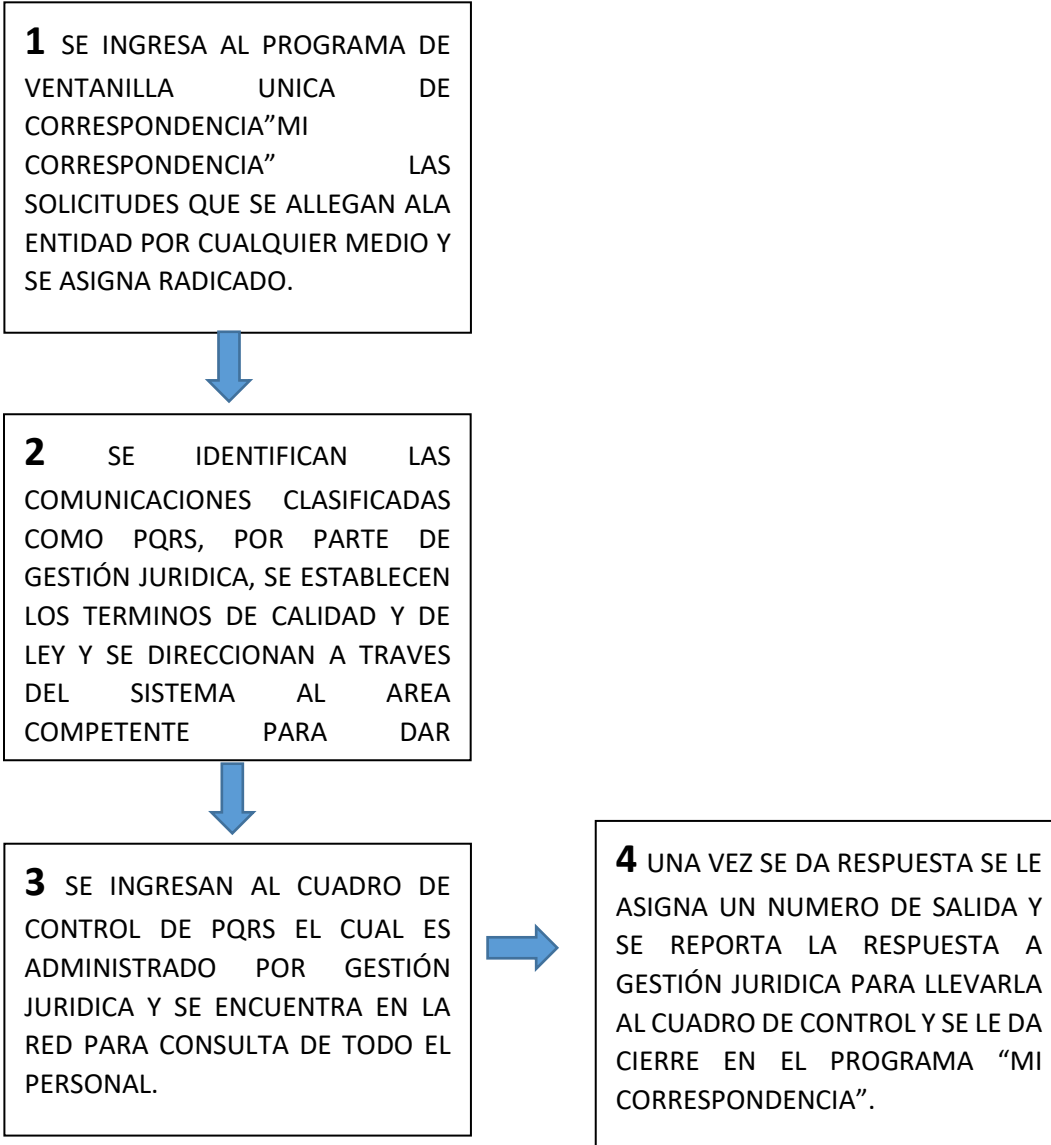 1 SE INGRESA AL PROGRAMA DE
VENTANILLA UNICA DE
CORRESPONDENCIA”MI
CORRESPONDENCIA” LAS
SOLICITUDES QUE SE ALLEGAN ALA
ENTIDAD POR CUALQUIER MEDIO Y
SE ASIGNA RADICADO.
2 SE IDENTIFICAN LAS
COMUNICACIONES CLASIFICADAS
COMO PQRS, POR PARTE DE
GESTIÓN JURIDICA, SE ESTABLECEN
LOS TERMINOS DE CALIDAD Y DE
LEY Y SE DIRECCIONAN A TRAVES
DEL SISTEMA AL AREA
COMPETENTE PARA DAR
3 SE INGRESAN AL CUADRO DE
CONTROL DE PQRS EL CUAL ES
ADMINISTRADO POR GESTIÓN
JURIDICA Y SE ENCUENTRA EN LA
RED PARA CONSULTA DE TODO EL
PERSONAL.
4 UNA VEZ SE DA RESPUESTA SE LE
ASIGNA UN NUMERO DE SALIDA Y
SE REPORTA LA RESPUESTA A
GESTIÓN JURIDICA PARA LLEVARLA
AL CUADRO DE CONTROL Y SE LE DA
CIERRE EN EL PROGRAMA “MI
CORRESPONDENCIA”.